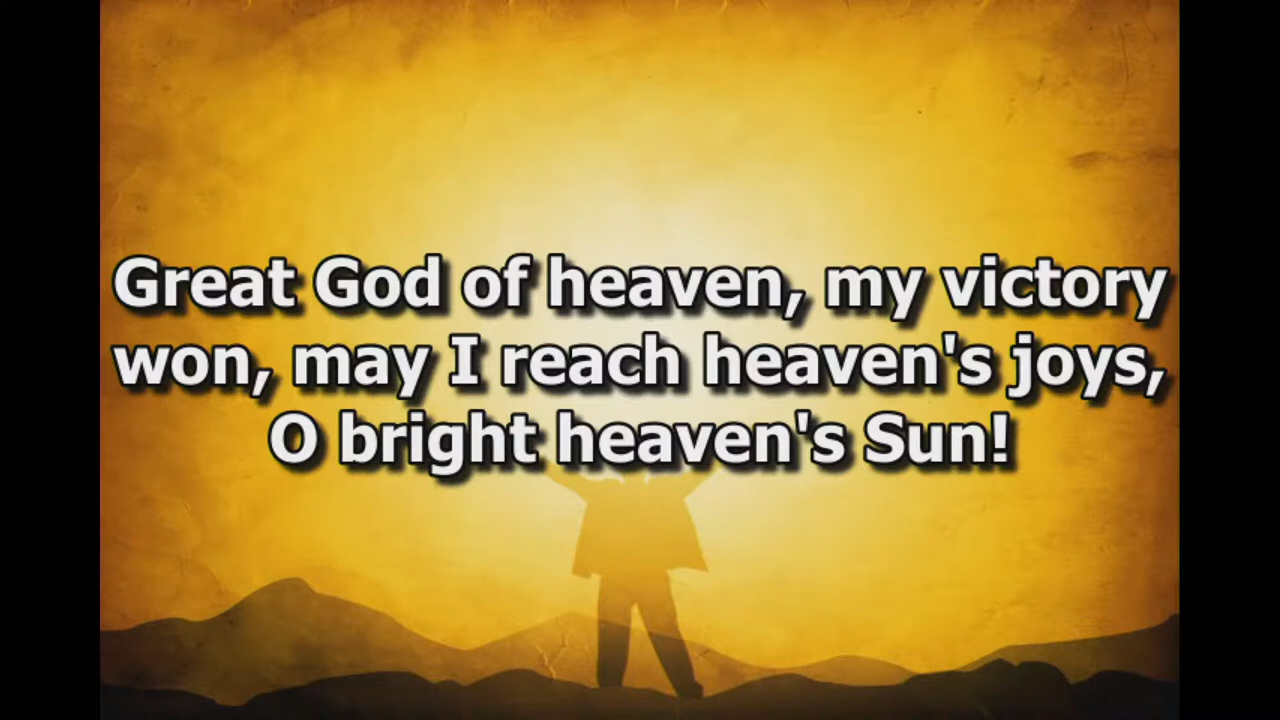 Great God of heaven, my victory
won, may I reach heaven's joys,
O bright heaven's Sun!